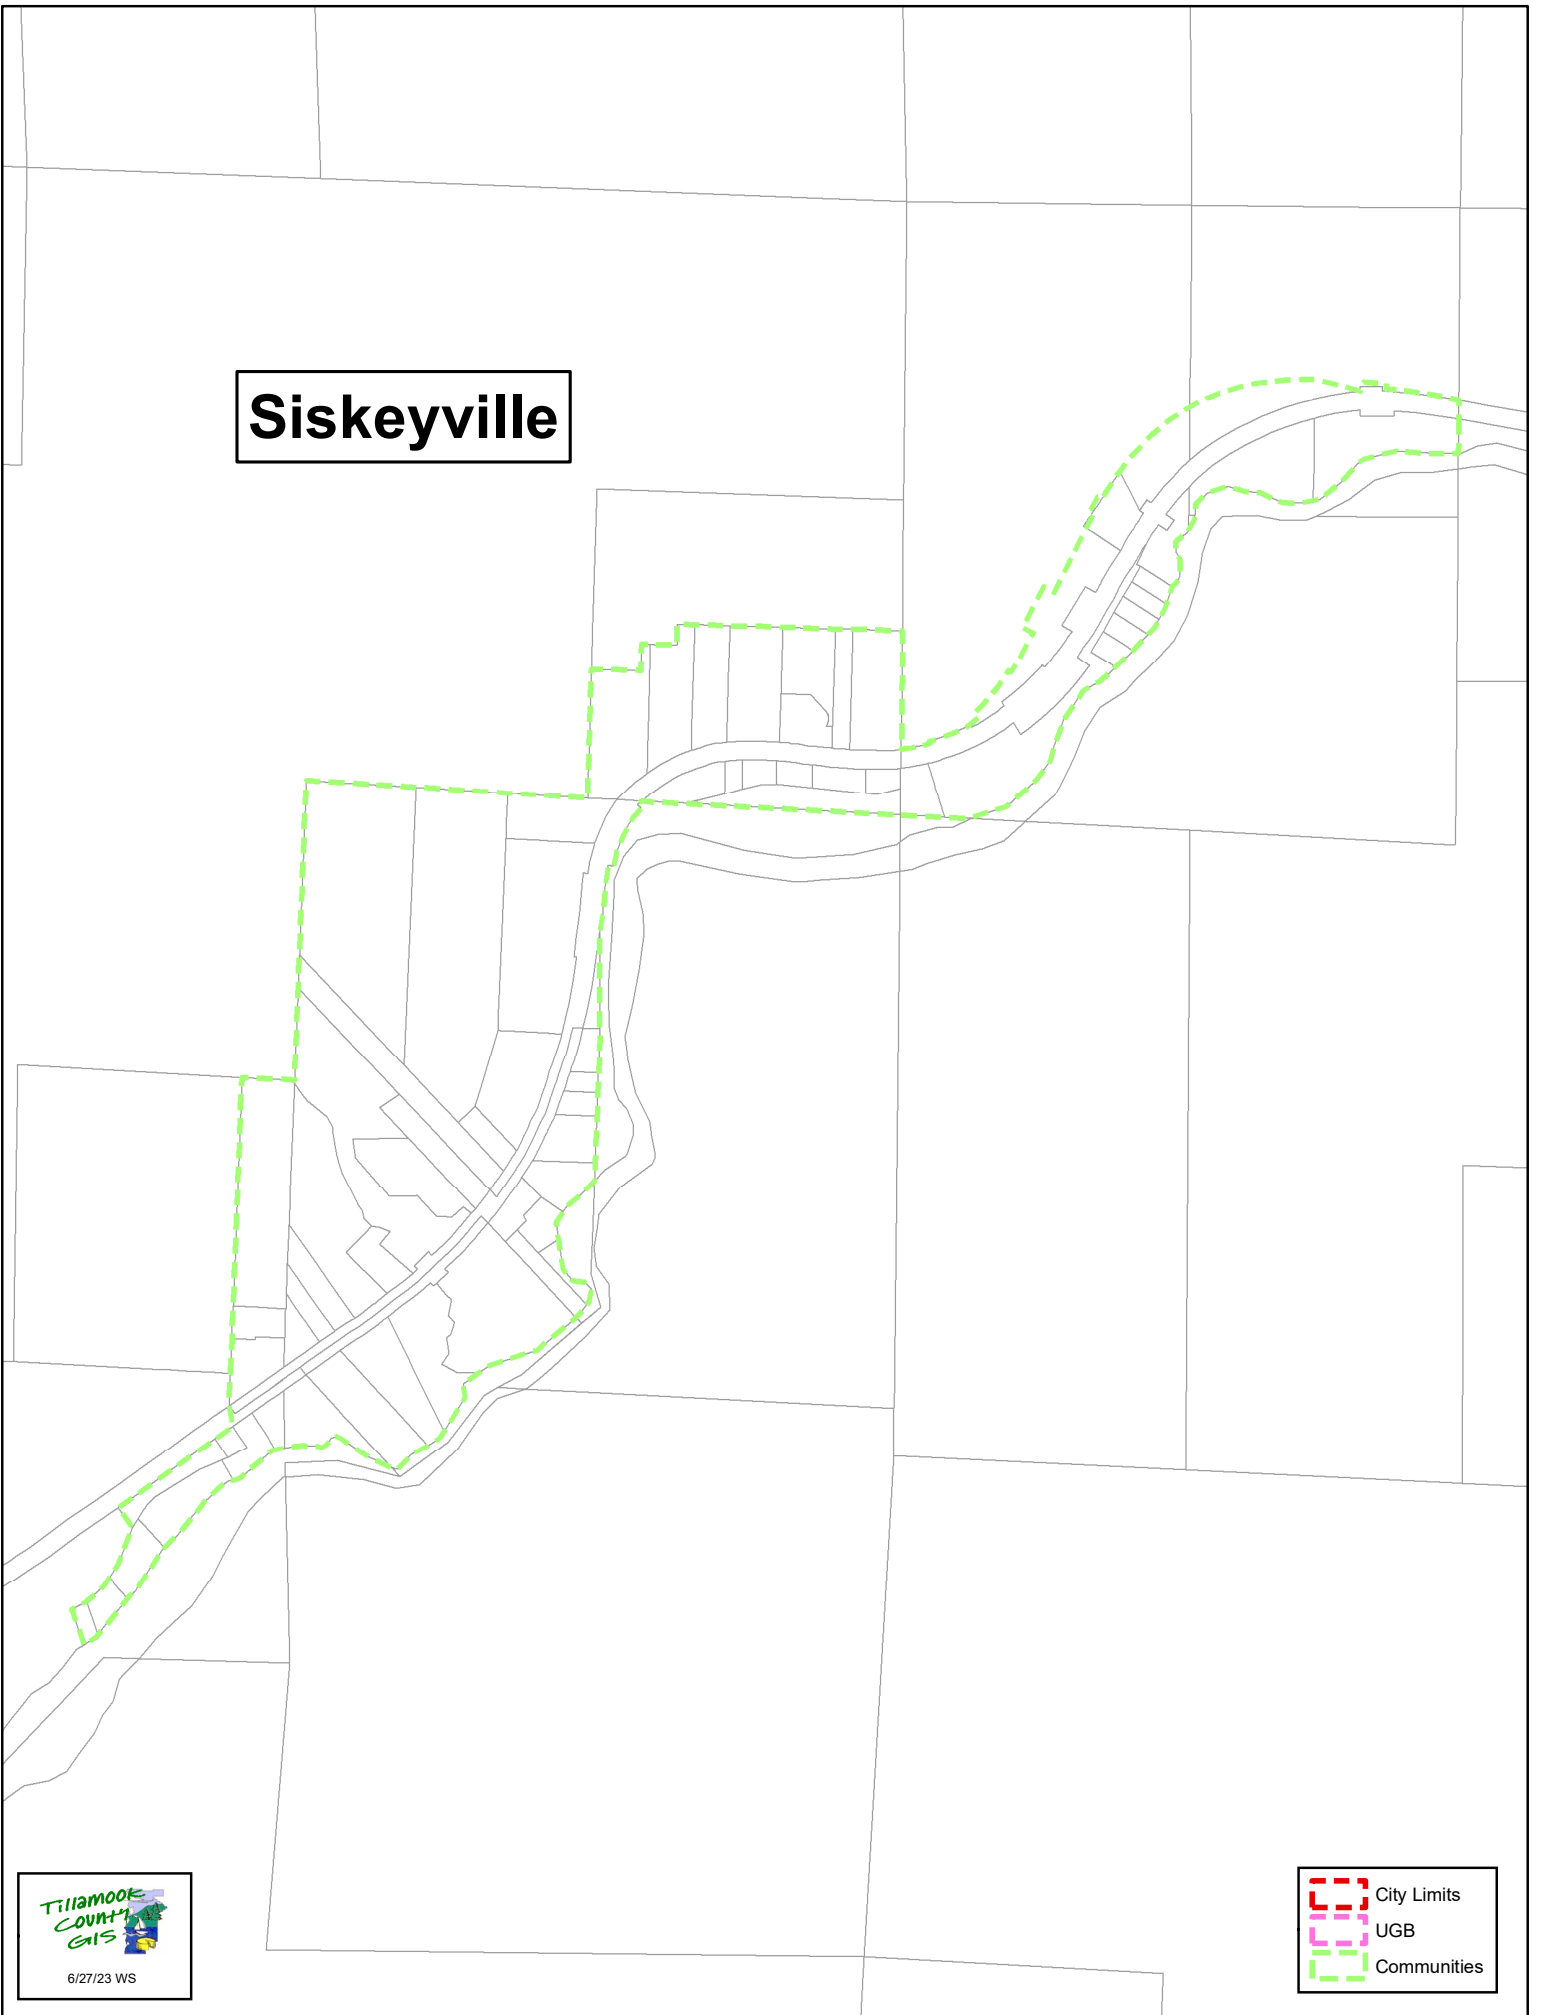 Siskeyville
Tillamook
County
GIS
6/27/23 WS
City Limits
UGB
Communities